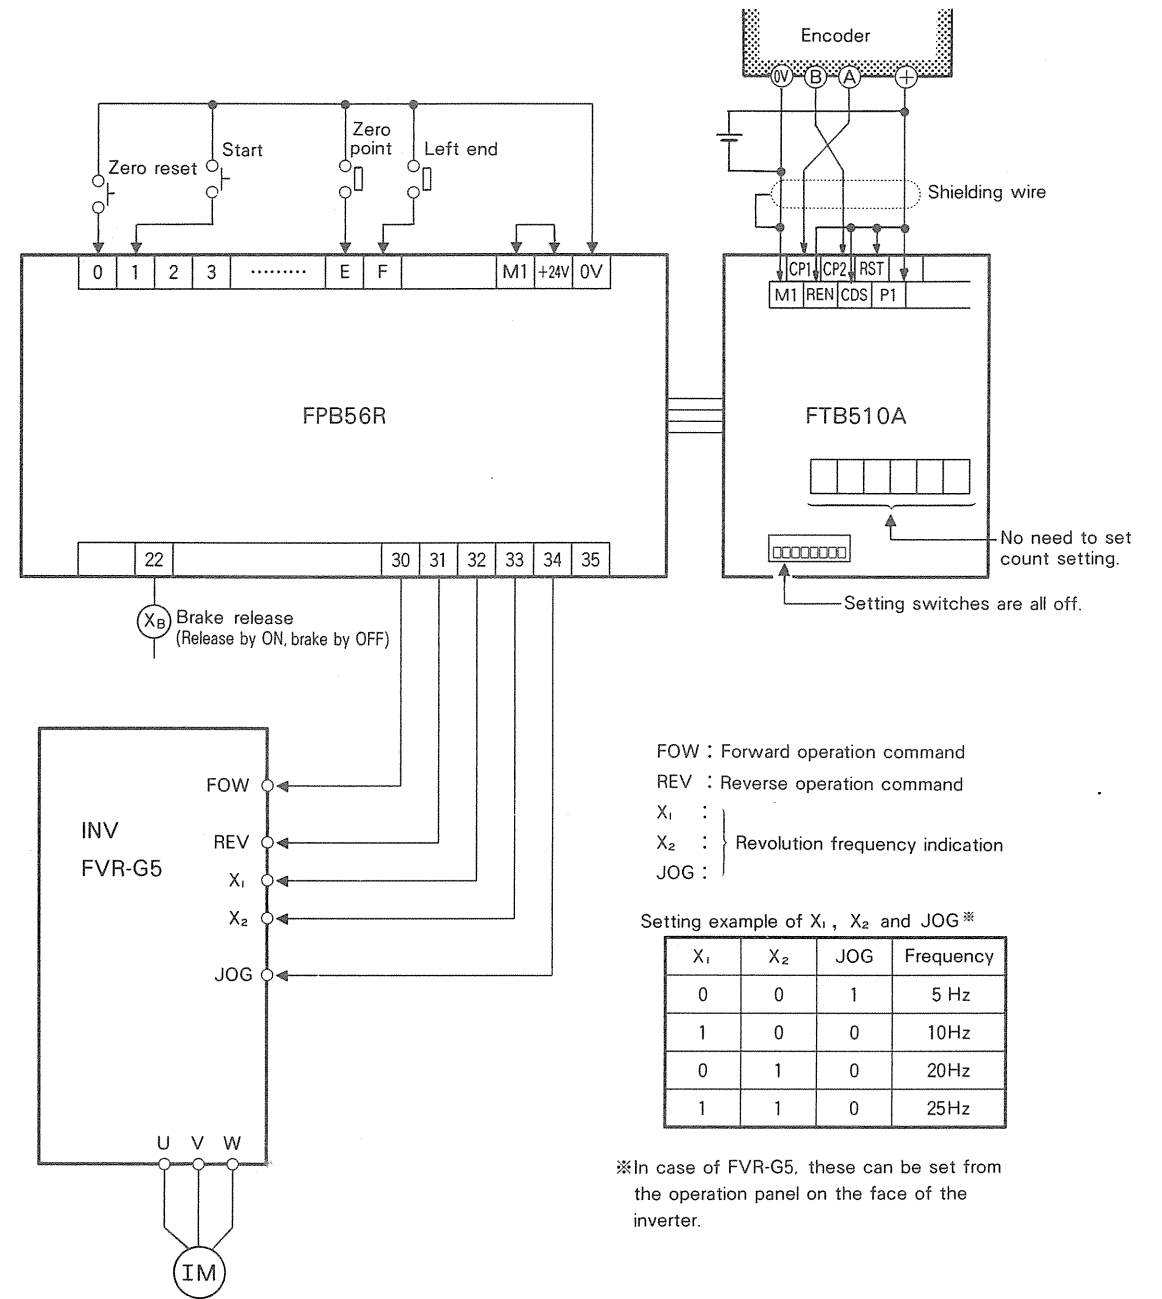 Encoder
0V B A +
Zero reset
Start
Zero point
Left end
Shielding wire
0 1 2 3 ········· E F M1 +24V 0V
CP1 CP2 RST
M1 REN CDS P1
FPB56R
FTB510A
22 30 31 32 33 34 35
No need to set
count setting.
Setting switches are all off.
XB Brake release
(Release by ON, brake by OFF)
INV
FVR-G5
FOW
REV
X₁
X₂
JOG
U V W
IM
FOW : Forward operation command
REV : Reverse operation command
X₁ :
X₂ : Revolution frequency indication
JOG :
Setting example of X₁, X₂ and JOG※
X₁ X₂ JOG Frequency
0 0 1 5 Hz
1 0 0 10Hz
0 1 0 20Hz
1 1 0 25Hz
※In case of FVR-G5, these can be set from
the operation panel on the face of the
inverter.